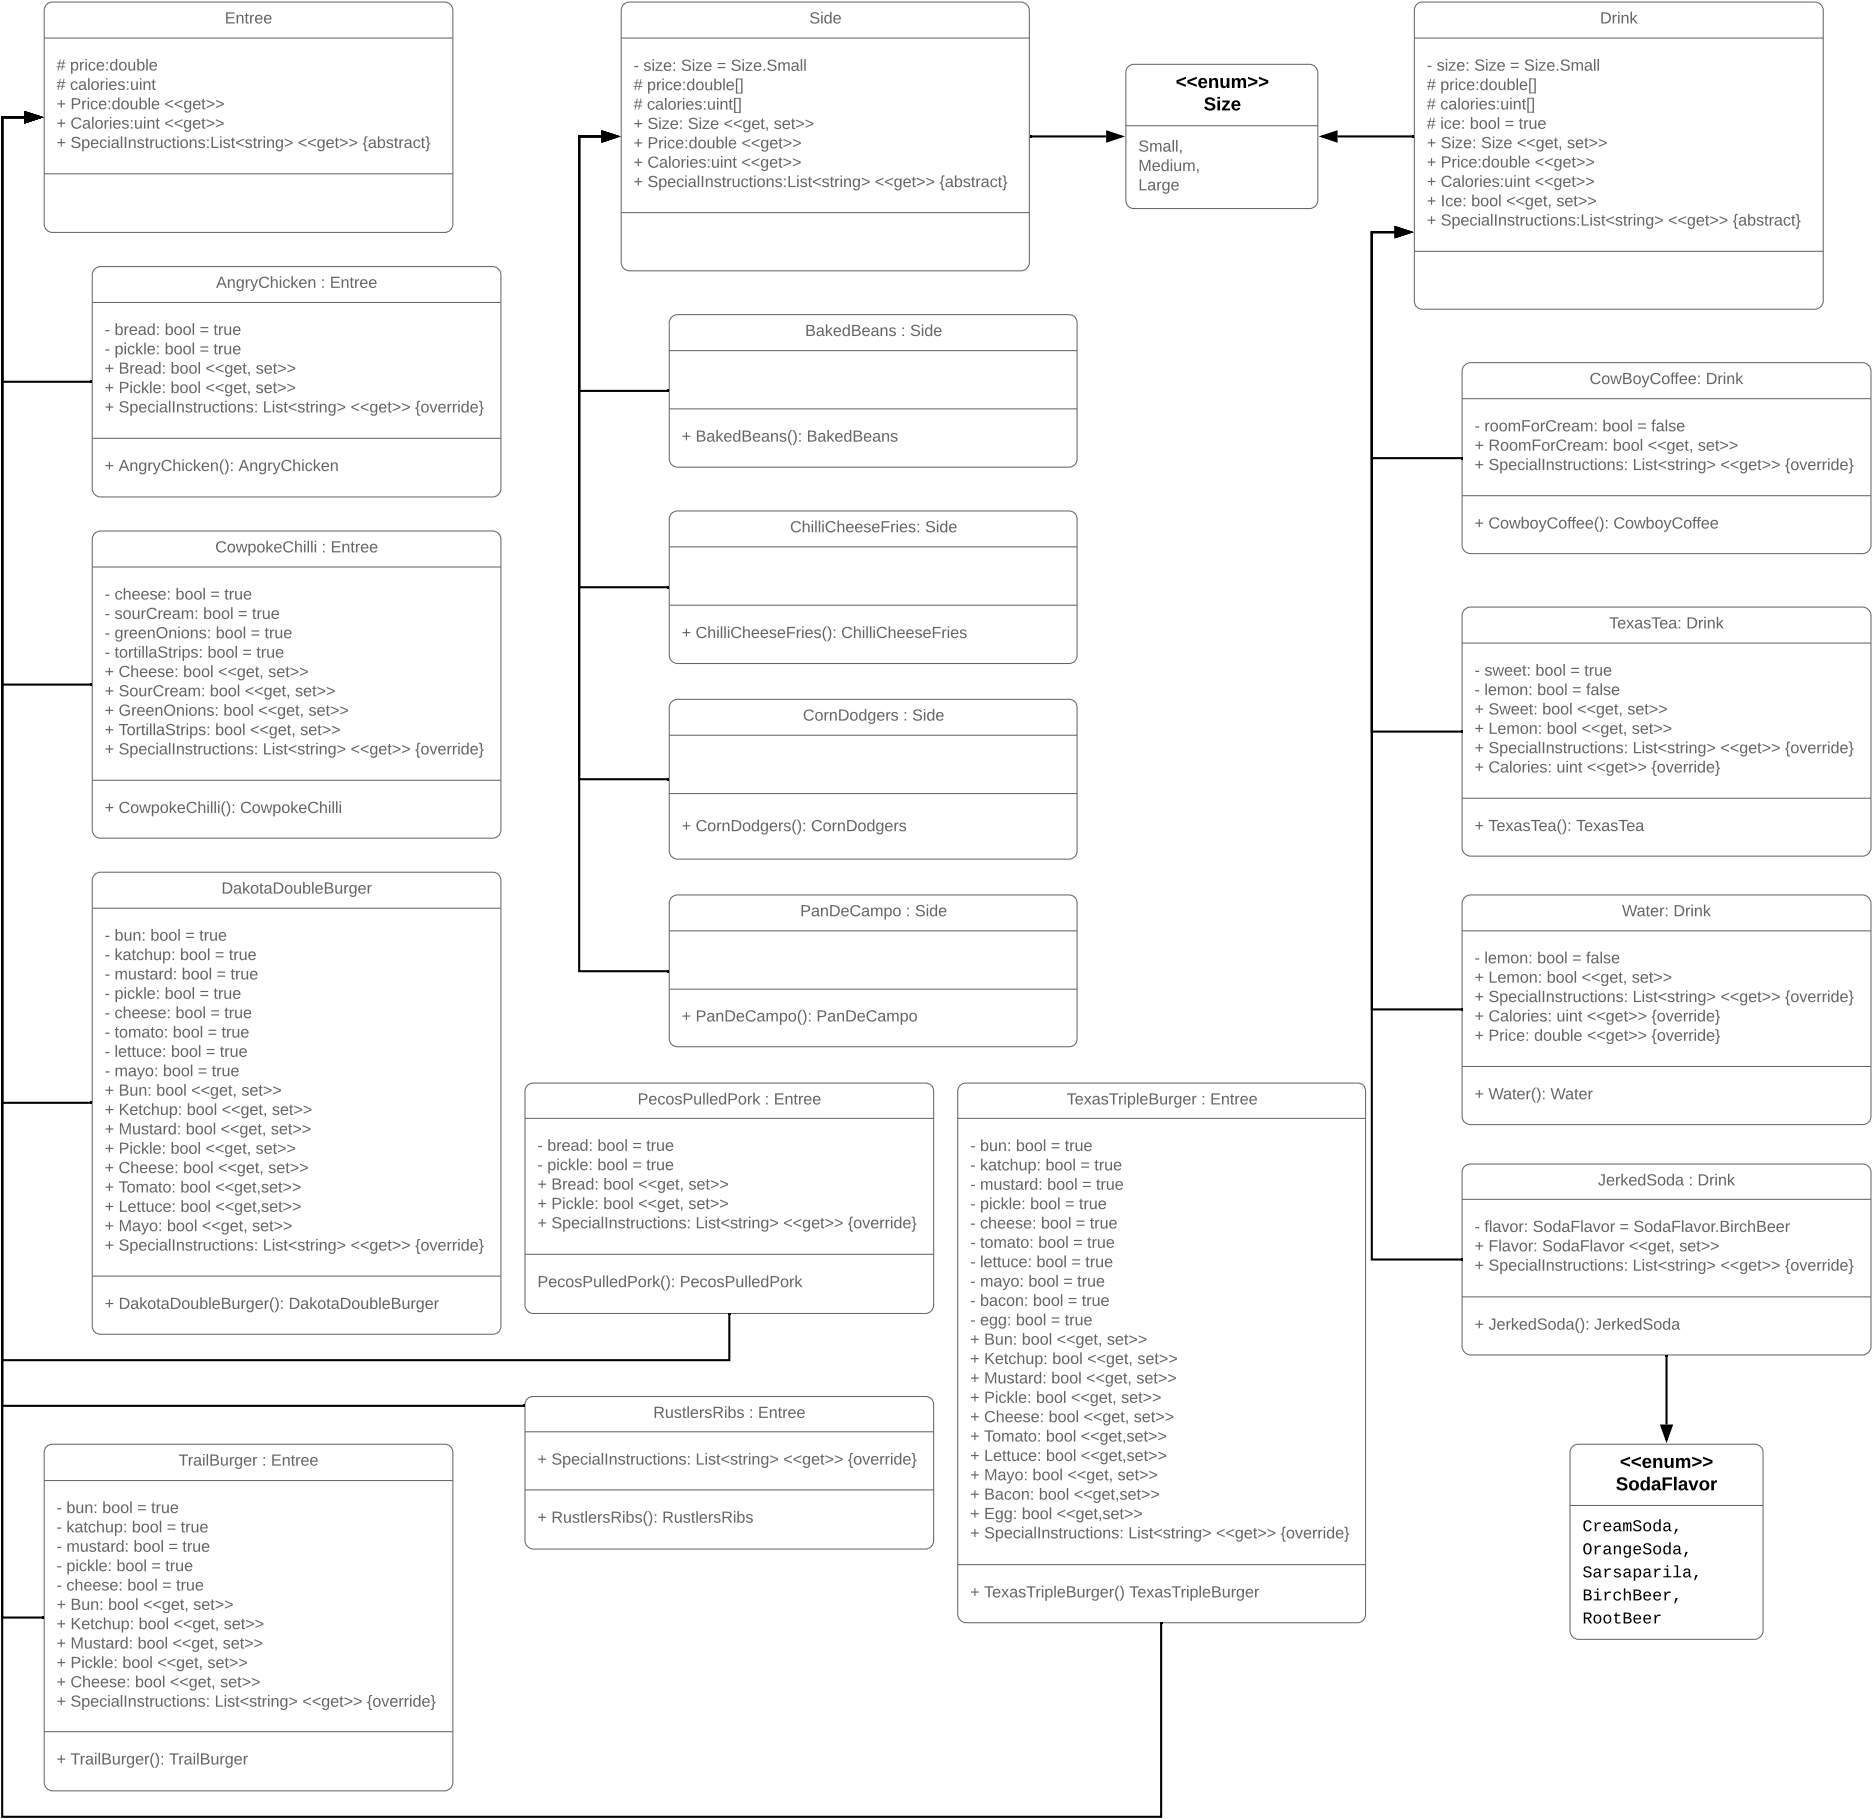 Entree
# price:double
# calories:uint
+ Price:double <<get>>
+ Calories:uint <<get>>
+ SpecialInstructions:List<string> <<get>> {abstract}
Side
- size: Size = Size.Small
# price:double[]
# calories:uint[]
+ Size: Size <<get, set>>
+ Price:double <<get>>
+ Calories:uint <<get>>
+ SpecialInstructions:List<string> <<get>> {abstract}
<<enum>>
Size
Small,
Medium,
Large
Drink
- size: Size = Size.Small
# price:double[]
# calories:uint[]
# ice: bool = true
+ Size: Size <<get, set>>
+ Price:double <<get>>
+ Calories:uint <<get>>
+ Ice: bool <<get, set>>
+ SpecialInstructions:List<string> <<get>> {abstract}
AngryChicken : Entree
- bread: bool = true
- pickle: bool = true
+ Bread: bool <<get, set>>
+ Pickle: bool <<get, set>>
+ SpecialInstructions: List<string> <<get>> {override}
+ AngryChicken(): AngryChicken
CowpokeChilli : Entree
- cheese: bool = true
- sourCream: bool = true
- greenOnions: bool = true
- tortillaStrips: bool = true
+ Cheese: bool <<get, set>>
+ SourCream: bool <<get, set>>
+ GreenOnions: bool <<get, set>>
+ TortillaStrips: bool <<get, set>>
+ SpecialInstructions: List<string> <<get>> {override}
+ CowpokeChilli(): CowpokeChilli
DakotaDoubleBurger
- bun: bool = true
- katchup: bool = true
- mustard: bool = true
- pickle: bool = true
- cheese: bool = true
- tomato: bool = true
- lettuce: bool = true
- mayo: bool = true
+ Bun: bool <<get, set>>
+ Ketchup: bool <<get, set>>
+ Mustard: bool <<get, set>>
+ Pickle: bool <<get, set>>
+ Cheese: bool <<get, set>>
+ Tomato: bool <<get,set>>
+ Lettuce: bool <<get,set>>
+ Mayo: bool <<get, set>>
+ SpecialInstructions: List<string> <<get>> {override}
+ DakotaDoubleBurger(): DakotaDoubleBurger
BakedBeans : Side
+ BakedBeans(): BakedBeans
ChilliCheeseFries: Side
+ ChilliCheeseFries(): ChilliCheeseFries
CornDodgers : Side
+ CornDodgers(): CornDodgers
PanDeCampo : Side
+ PanDeCampo(): PanDeCampo
CowBoyCoffee: Drink
- roomForCream: bool = false
+ RoomForCream: bool <<get, set>>
+ SpecialInstructions: List<string> <<get>> {override}
+ CowboyCoffee(): CowboyCoffee
TexasTea: Drink
- sweet: bool = true
- lemon: bool = false
+ Sweet: bool <<get, set>>
+ Lemon: bool <<get, set>>
+ SpecialInstructions: List<string> <<get>> {override}
+ Calories: uint <<get>> {override}
+ TexasTea(): TexasTea
Water: Drink
- lemon: bool = false
+ Lemon: bool <<get, set>>
+ SpecialInstructions: List<string> <<get>> {override}
+ Calories: uint <<get>> {override}
+ Price: double <<get>> {override}
+ Water(): Water
PecosPulledPork : Entree
- bread: bool = true
- pickle: bool = true
+ Bread: bool <<get, set>>
+ Pickle: bool <<get, set>>
+ SpecialInstructions: List<string> <<get>> {override}
PecosPulledPork(): PecosPulledPork
TexasTripleBurger : Entree
- bun: bool = true
- katchup: bool = true
- mustard: bool = true
- pickle: bool = true
- cheese: bool = true
- tomato: bool = true
- lettuce: bool = true
- mayo: bool = true
- bacon: bool = true
- egg: bool = true
+ Bun: bool <<get, set>>
+ Ketchup: bool <<get, set>>
+ Mustard: bool <<get, set>>
+ Pickle: bool <<get, set>>
+ Cheese: bool <<get, set>>
+ Tomato: bool <<get,set>>
+ Lettuce: bool <<get,set>>
+ Mayo: bool <<get, set>>
+ Bacon: bool <<get,set>>
+ Egg: bool <<get,set>>
+ SpecialInstructions: List<string> <<get>> {override}
+ TexasTripleBurger() TexasTripleBurger
JerkedSoda : Drink
- flavor: SodaFlavor = SodaFlavor.BirchBeer
+ Flavor: SodaFlavor <<get, set>>
+ SpecialInstructions: List<string> <<get>> {override}
+ JerkedSoda(): JerkedSoda
RustlersRibs : Entree
+ SpecialInstructions: List<string> <<get>> {override}
+ RustlersRibs(): RustlersRibs
TrailBurger : Entree
- bun: bool = true
- katchup: bool = true
- mustard: bool = true
- pickle: bool = true
- cheese: bool = true
+ Bun: bool <<get, set>>
+ Ketchup: bool <<get, set>>
+ Mustard: bool <<get, set>>
+ Pickle: bool <<get, set>>
+ Cheese: bool <<get, set>>
+ SpecialInstructions: List<string> <<get>> {override}
+ TrailBurger(): TrailBurger
<<enum>>
SodaFlavor
CreamSoda,
OrangeSoda,
Sarsaparila,
BirchBeer,
RootBeer